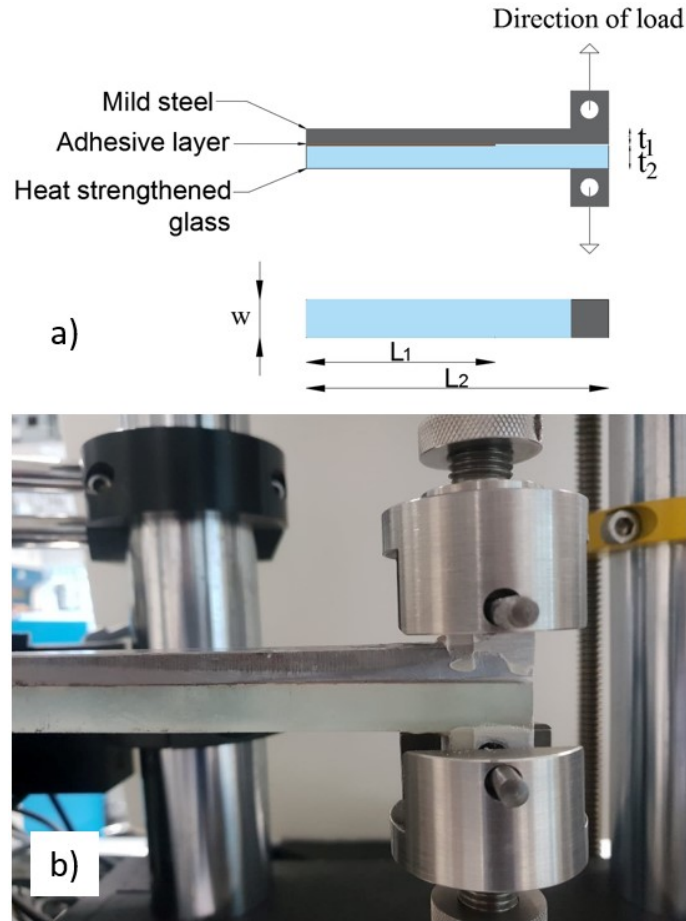 Direction of load
Mild steel
Adhesive layer
Heat strengthened
glass
t1
t2
a)
w
L1
L2
b)